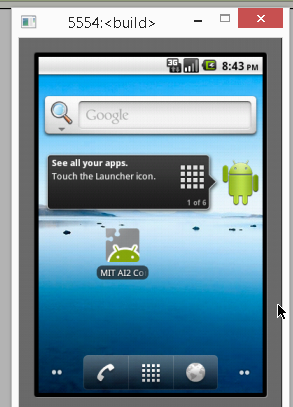 5554:<build>
3G
8:43 PM
Google
See all your apps.
Touch the Launcher icon.
1 of 6
MIT AI2 Co